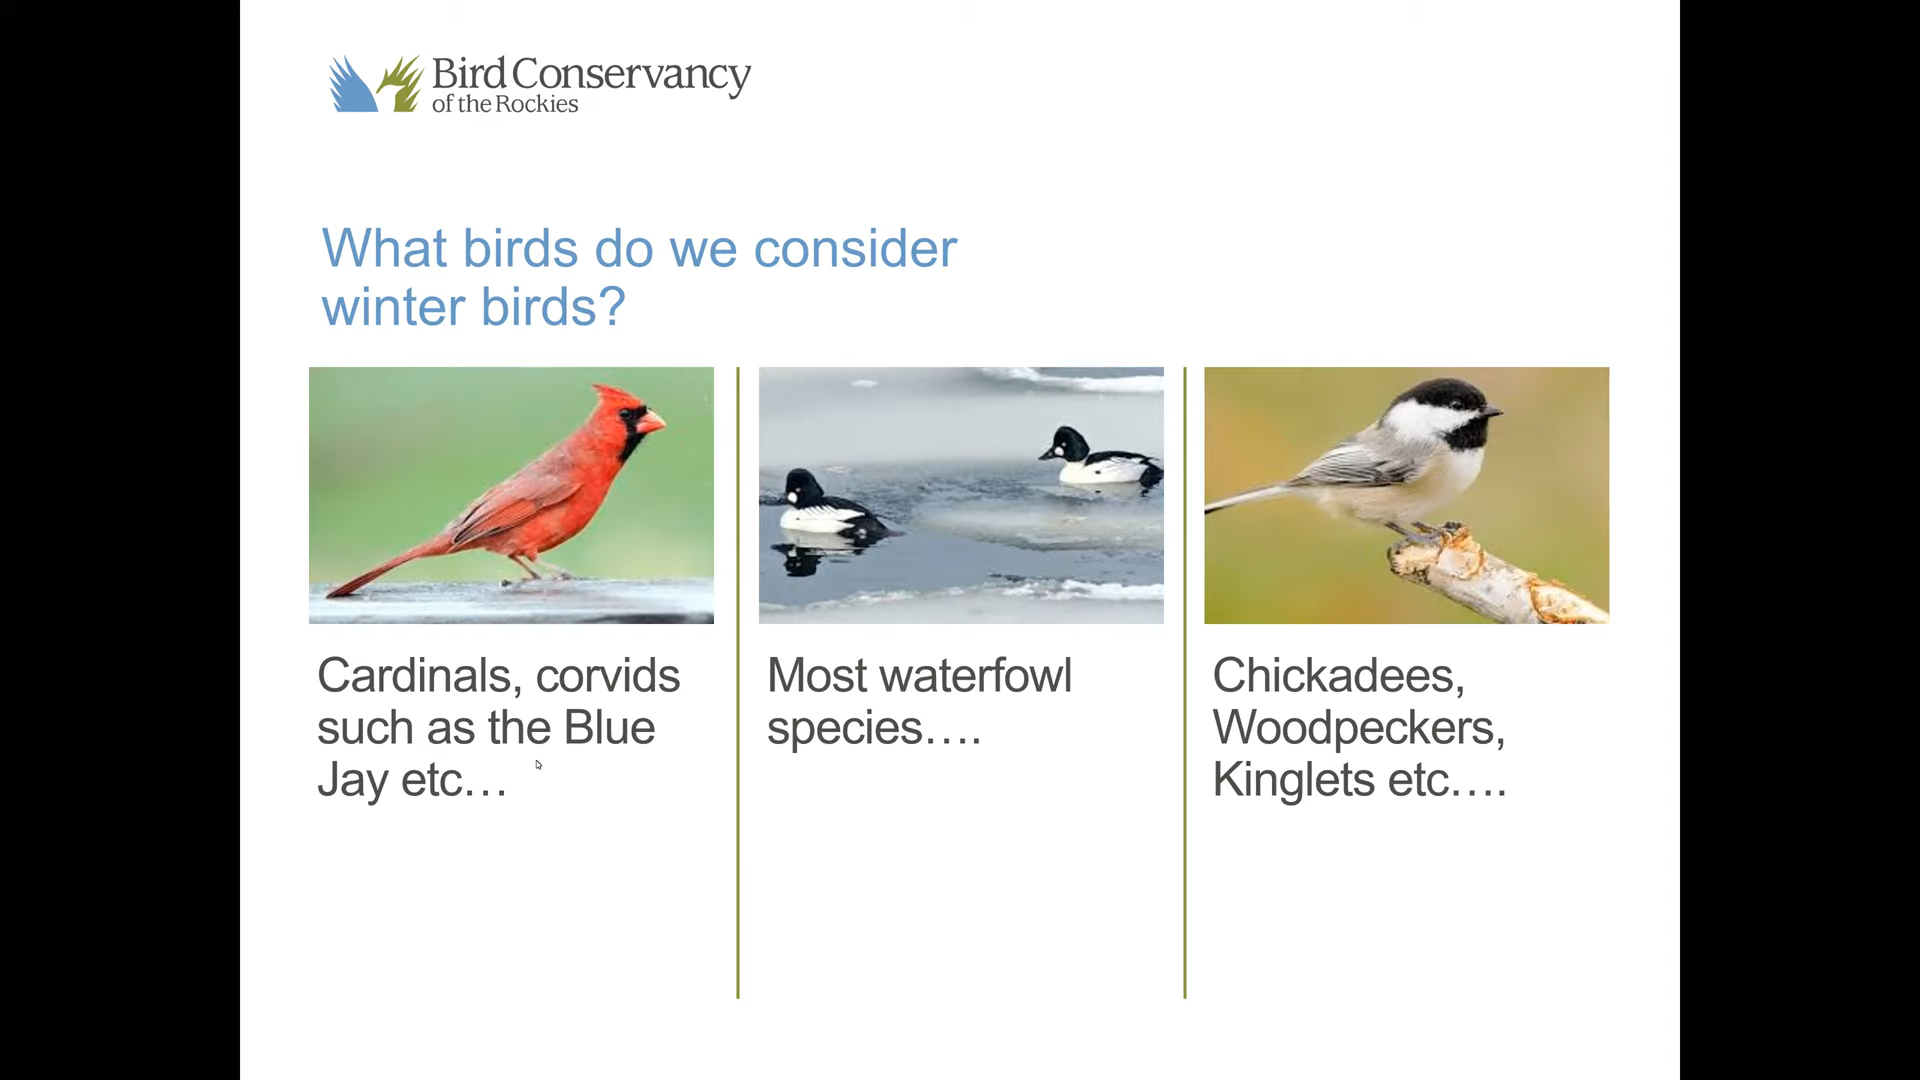 Bird Conservancy
of the Rockies
What birds do we consider
winter birds?
Cardinals, corvids
such as the Blue
Jay etc…
Most waterfowl
species….
Chickadees,
Woodpeckers,
Kinglets etc….